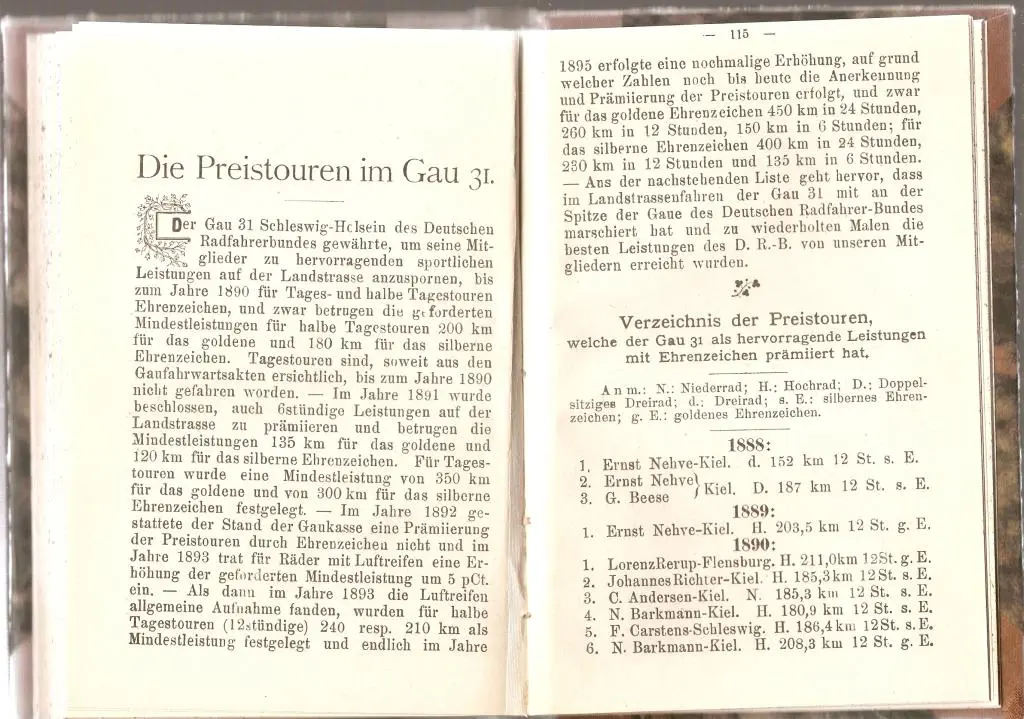 Die Preistouren im Gau 31.
Der Gau 31 Schleswig-Holsein des Deutschen
Radfahrerbundes gewährte, um seine Mit-
glieder zu hervorragenden sportlichen
Leistungen auf der Landstrasse anzuspornen, bis
zum Jahre 1890 für Tages- und halbe Tagestouren
Ehrenzeichen, und zwar betrugen die geforderten
Mindestleistungen für halbe Tagestouren 200 km
für das goldene und 180 km für das silberne
Ehrenzeichen. Tagestouren sind, soweit aus den
Gaufahrwartsakten ersichtlich, bis zum Jahre 1890
nicht gefahren worden. — Im Jahre 1891 wurde
beschlossen, auch 6stündige Leistungen auf der
Landstrasse zu prämiieren und betrugen die
Mindestleistungen 135 km für das goldene und
120 km für das silberne Ehrenzeichen. Für Tages-
touren wurde eine Mindestleistung von 350 km
für das goldene und von 300 km für das silberne
Ehrenzeichen festgelegt. — Im Jahre 1892 ge-
stattete der Stand der Gaukasse eine Prämiierung
der Preistouren durch Ehrenzeichen nicht und im
Jahre 1893 trat für Räder mit Luftreifen eine Er-
höhung der geforderten Mindestleistung um 5 pCt.
ein. — Als dann im Jahre 1893 die Luftreifen
allgemeine Aufnahme fanden, wurden für halbe
Tagestouren (12stündige) 240 resp. 210 km als
Mindestleistung festgelegt und endlich im Jahre
— 115 —
1895 erfolgte eine nochmalige Erhöhung, auf grund
welcher Zahlen noch bis heute die Anerkennung
und Prämiierung der Preistouren erfolgt, und zwar
für das goldene Ehrenzeichen 450 km in 24 Stunden,
260 km in 12 Stunden, 150 km in 6 Stunden; für
das silberne Ehrenzeichen 400 km in 24 Stunden,
230 km in 12 Stunden und 135 km in 6 Stunden.
— Aus der nachstehenden Liste geht hervor, dass
im Landstrassenfahren der Gau 31 mit an der
Spitze der Gaue des Deutschen Radfahrer-Bundes
marschiert hat und zu wiederholten Malen die
besten Leistungen des D. R.-B. von unseren Mit-
gliedern erreicht wurden.
Verzeichnis der Preistouren,
welche der Gau 31 als hervorragende Leistungen
mit Ehrenzeichen prämiiert hat.
Anm.: N.: Niederrad; H.: Hochrad; D.: Doppel-
sitziges Dreirad; d.: Dreirad; s. E.: silbernes Ehren-
zeichen; g. E.: goldenes Ehrenzeichen.
1888:
1. Ernst Nehve-Kiel. d. 152 km 12 St. s. E.
2. Ernst Nehve
3. G. Beese } Kiel. D. 187 km 12 St. s. E.
1889:
1. Ernst Nehve-Kiel. H. 203,5 km 12 St. g. E.
1890:
1. Lorenz Rerup-Flensburg. H. 211,0 km 12 St. g. E.
2. Johannes Richter-Kiel. H. 185,3 km 12 St. s. E.
3. C. Andersen-Kiel. N. 185,3 km 12 St. s. E.
4. N. Barkmann-Kiel. H. 180,9 km 12 St. s. E.
5. F. Carstens-Schleswig. H. 186,4 km 12 St. s. E.
6. N. Barkmann-Kiel. H. 208,3 km 12 St. g. E.